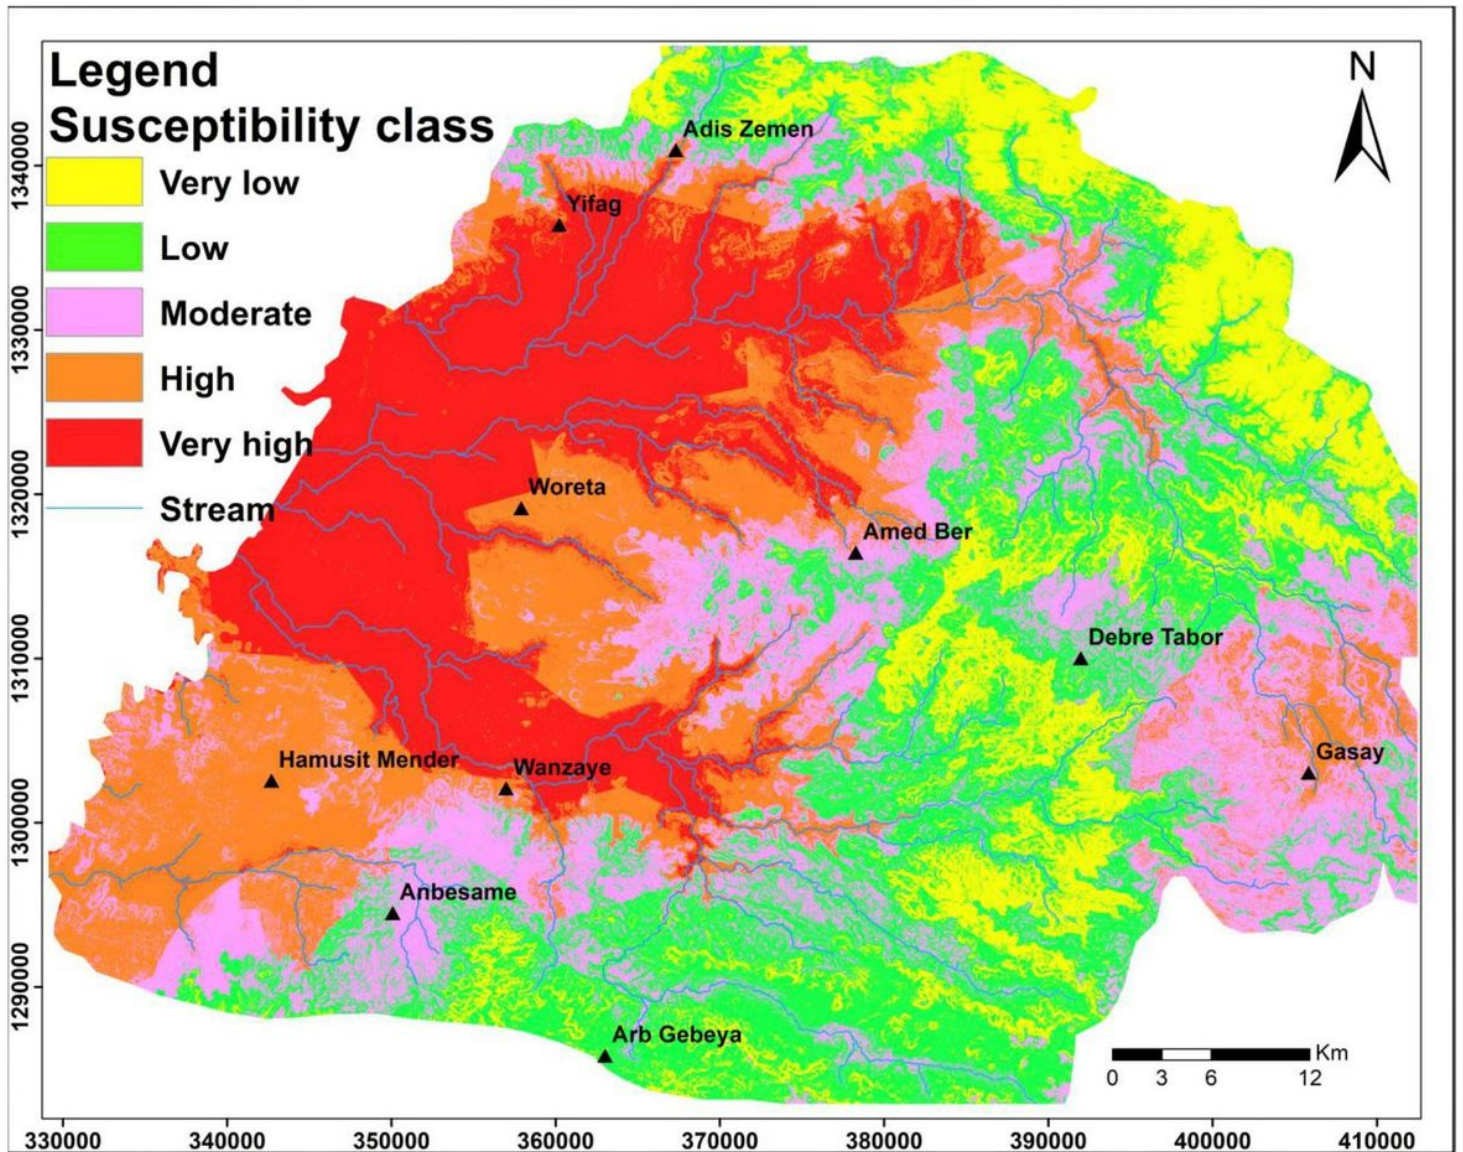 Legend
Susceptibility class
Very low
Low
Moderate
High
Very high
Stream
N
Adis Zemen
Yifag
Woreta
Amed Ber
Debre Tabor
Gasay
Hamusit Mender
Wanzaye
Anbesame
Arb Gebeya
Km
0 3 6 12
1340000
1330000
1320000
1310000
1300000
1290000
330000 340000 350000 360000 370000 380000 390000 400000 410000